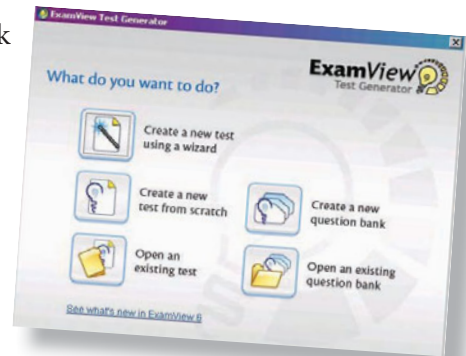 k
ExamView Test Generator
ExamView
Test Generator
What do you want to do?
Create a new test
using a wizard
Create a new
test from scratch
Create a new
question bank
Open an
existing test
Open an existing
question bank
See what's new in ExamView 6